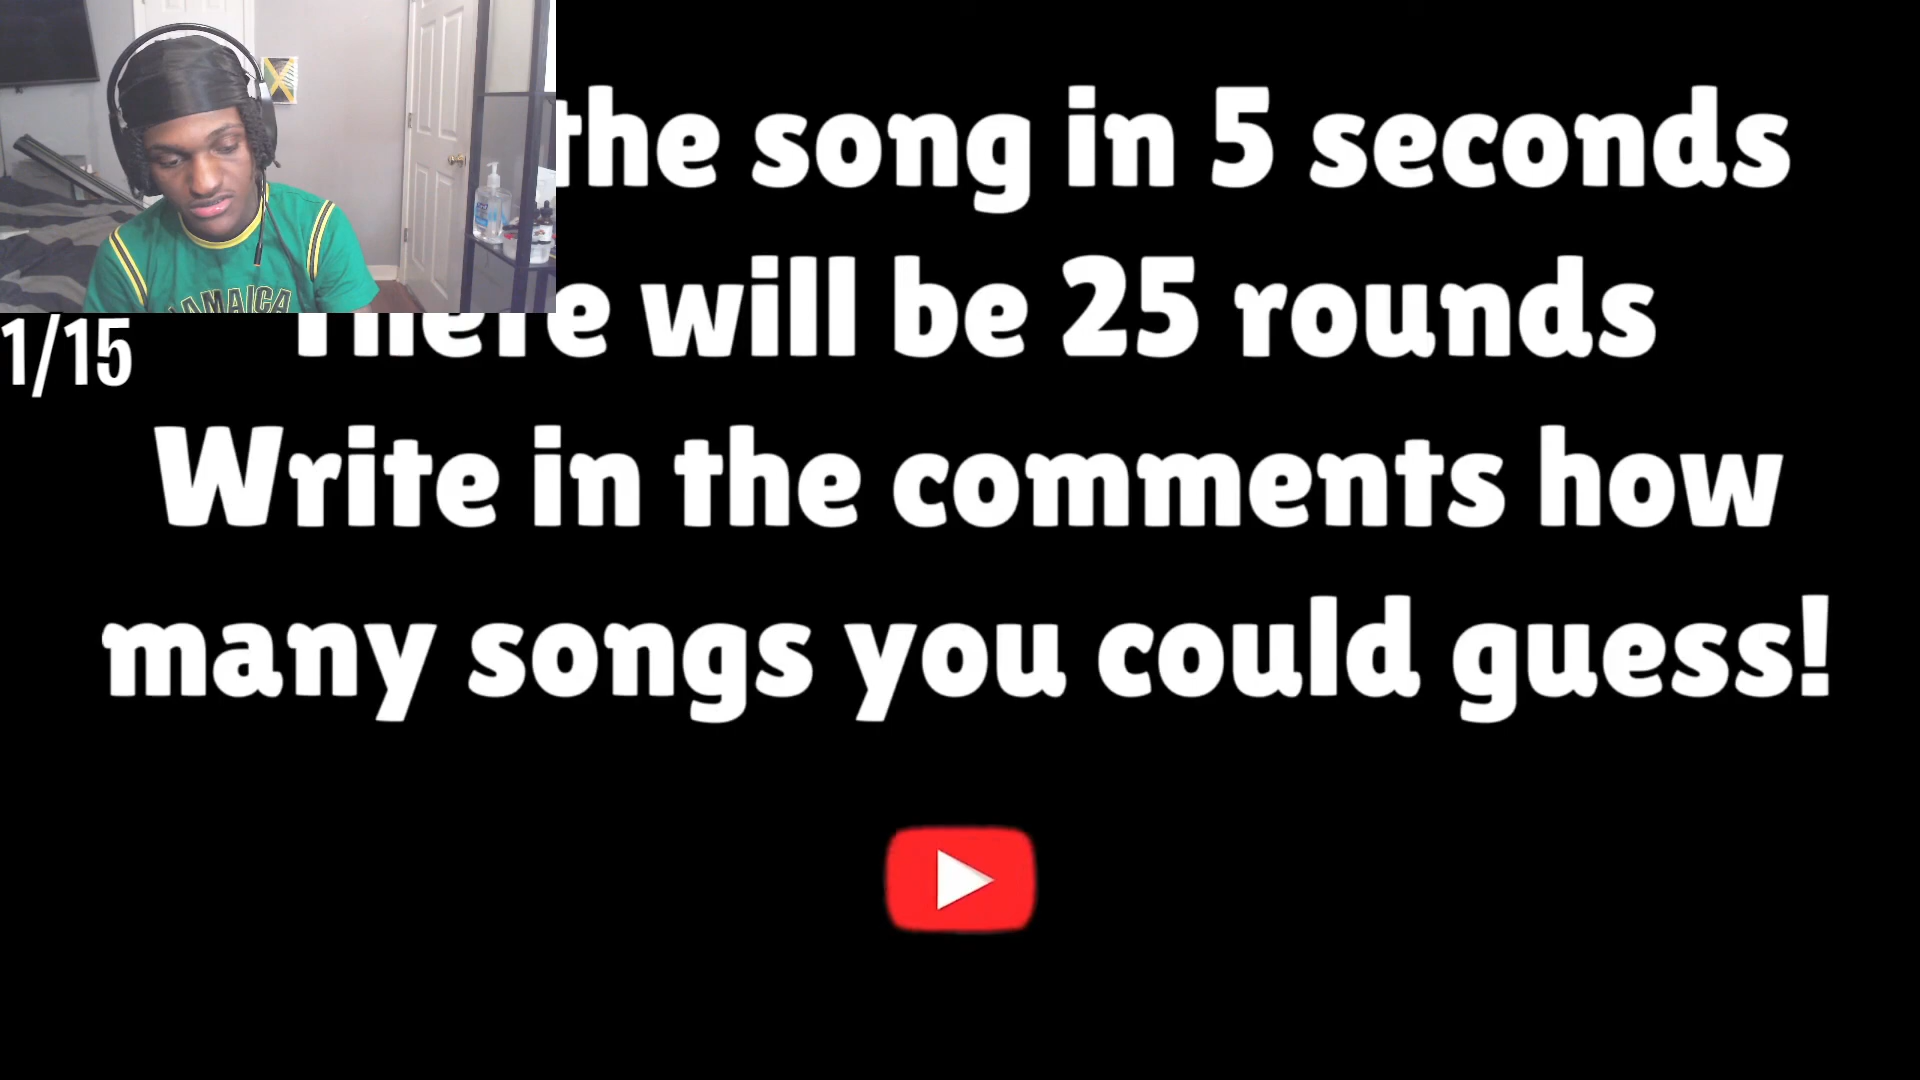 the song in 5 seconds
There will be 25 rounds
1/15
Write in the comments how
many songs you could guess!
JAMAICA